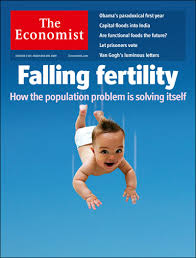 The
Economist
Obama's paradoxical first year
Capital floods into India
Are functional foods the future?
Let prisoners vote
Van Gogh's luminous letters
Falling fertility
How the population problem is solving itself